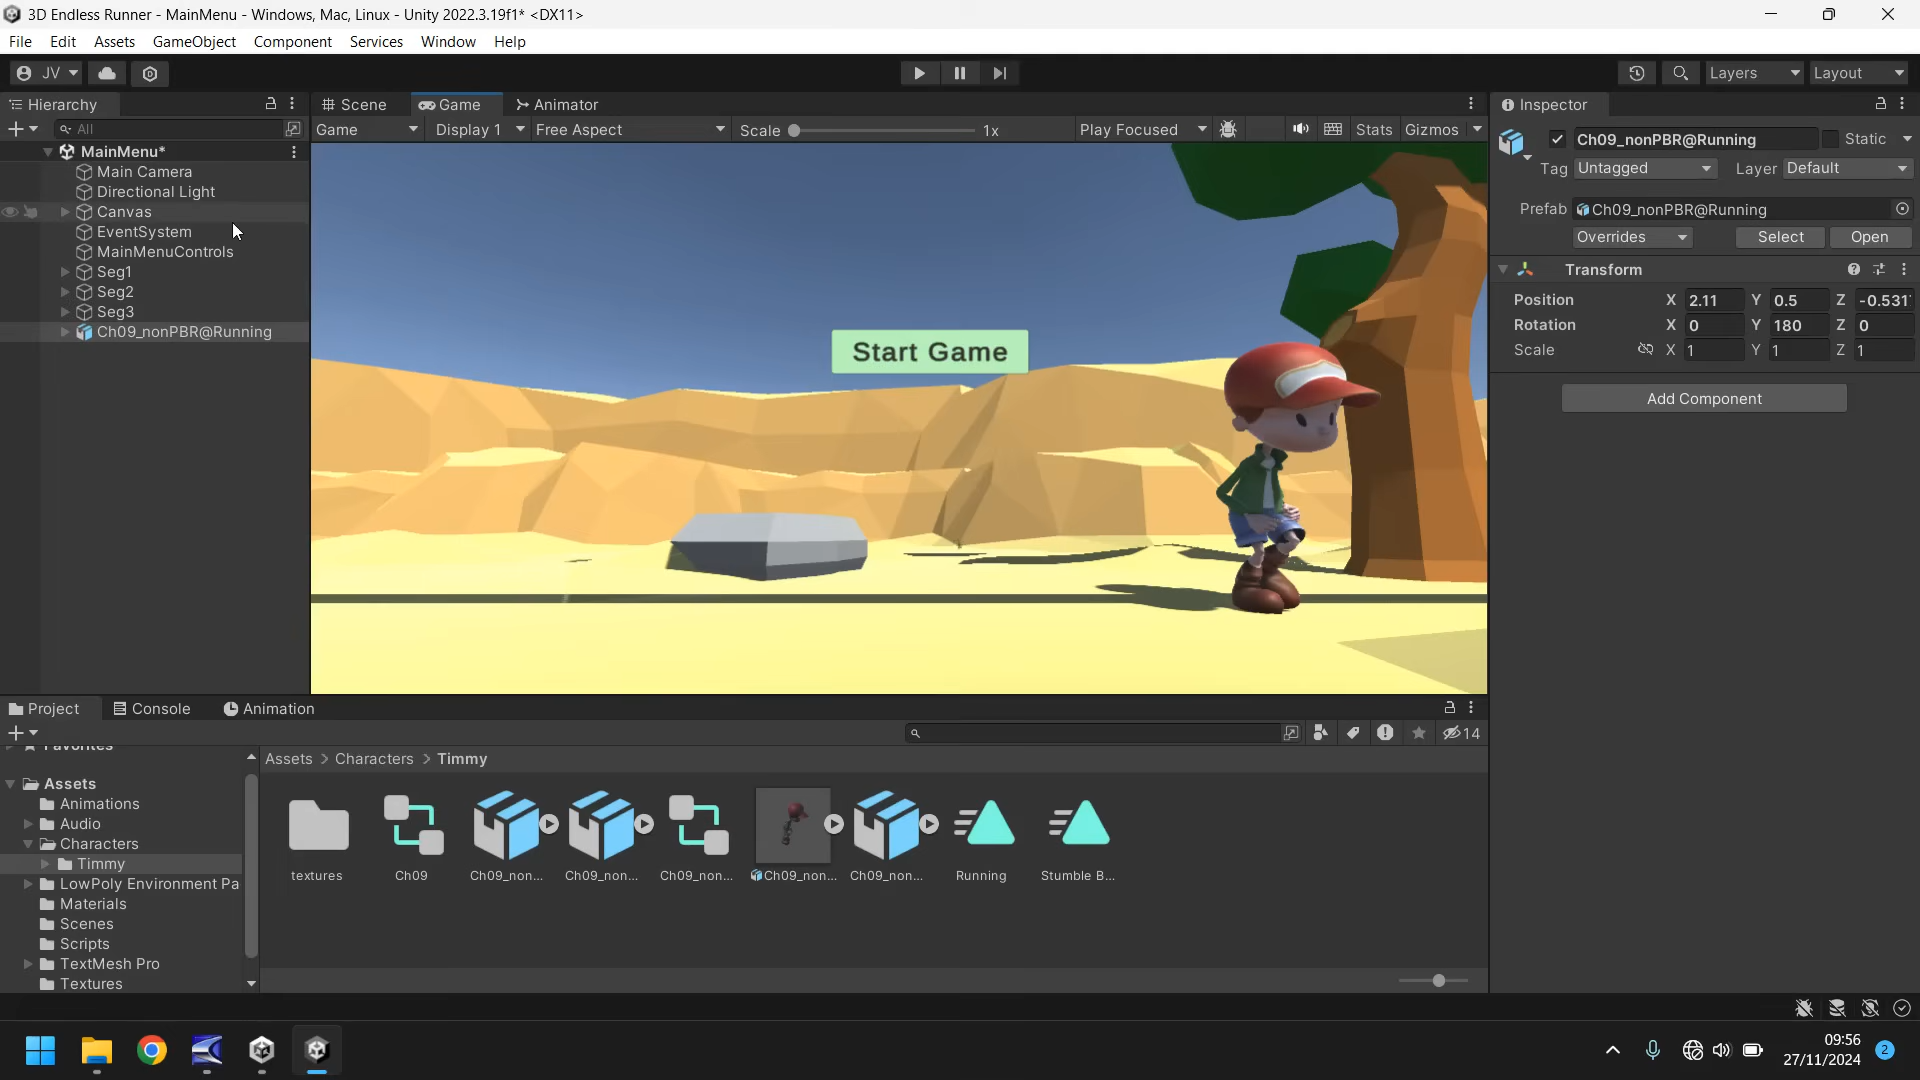 3D Endless Runner - MainMenu - Windows, Mac, Linux - Unity 2022.3.19f1* <DX11>
File Edit Assets GameObject Component Services Window Help
JV
Layers Layout
Hierarchy
Scene Game Animator
Inspector
All
Game Display 1 Free Aspect Scale 1x Play Focused Stats Gizmos
Ch09_nonPBR@Running Static
MainMenu*
Main Camera
Directional Light
Canvas
EventSystem
MainMenuControls
Seg1
Seg2
Seg3
Ch09_nonPBR@Running
Start Game
Tag Untagged Layer Default
Prefab Ch09_nonPBR@Running
Overrides Select Open
Transform
Position X 2.11 Y 0.5 Z -0.531
Rotation X 0 Y 180 Z 0
Scale X 1 Y 1 Z 1
Add Component
Project Console Animation
14
Favorites
Assets
Animations
Audio
Characters
Timmy
LowPoly Environment Pa
Materials
Scenes
Scripts
TextMesh Pro
Textures
Assets > Characters > Timmy
textures Ch09 Ch09_non... Ch09_non... Ch09_non... Ch09_non... Ch09_non... Running Stumble B...
09:56
27/11/2024
2